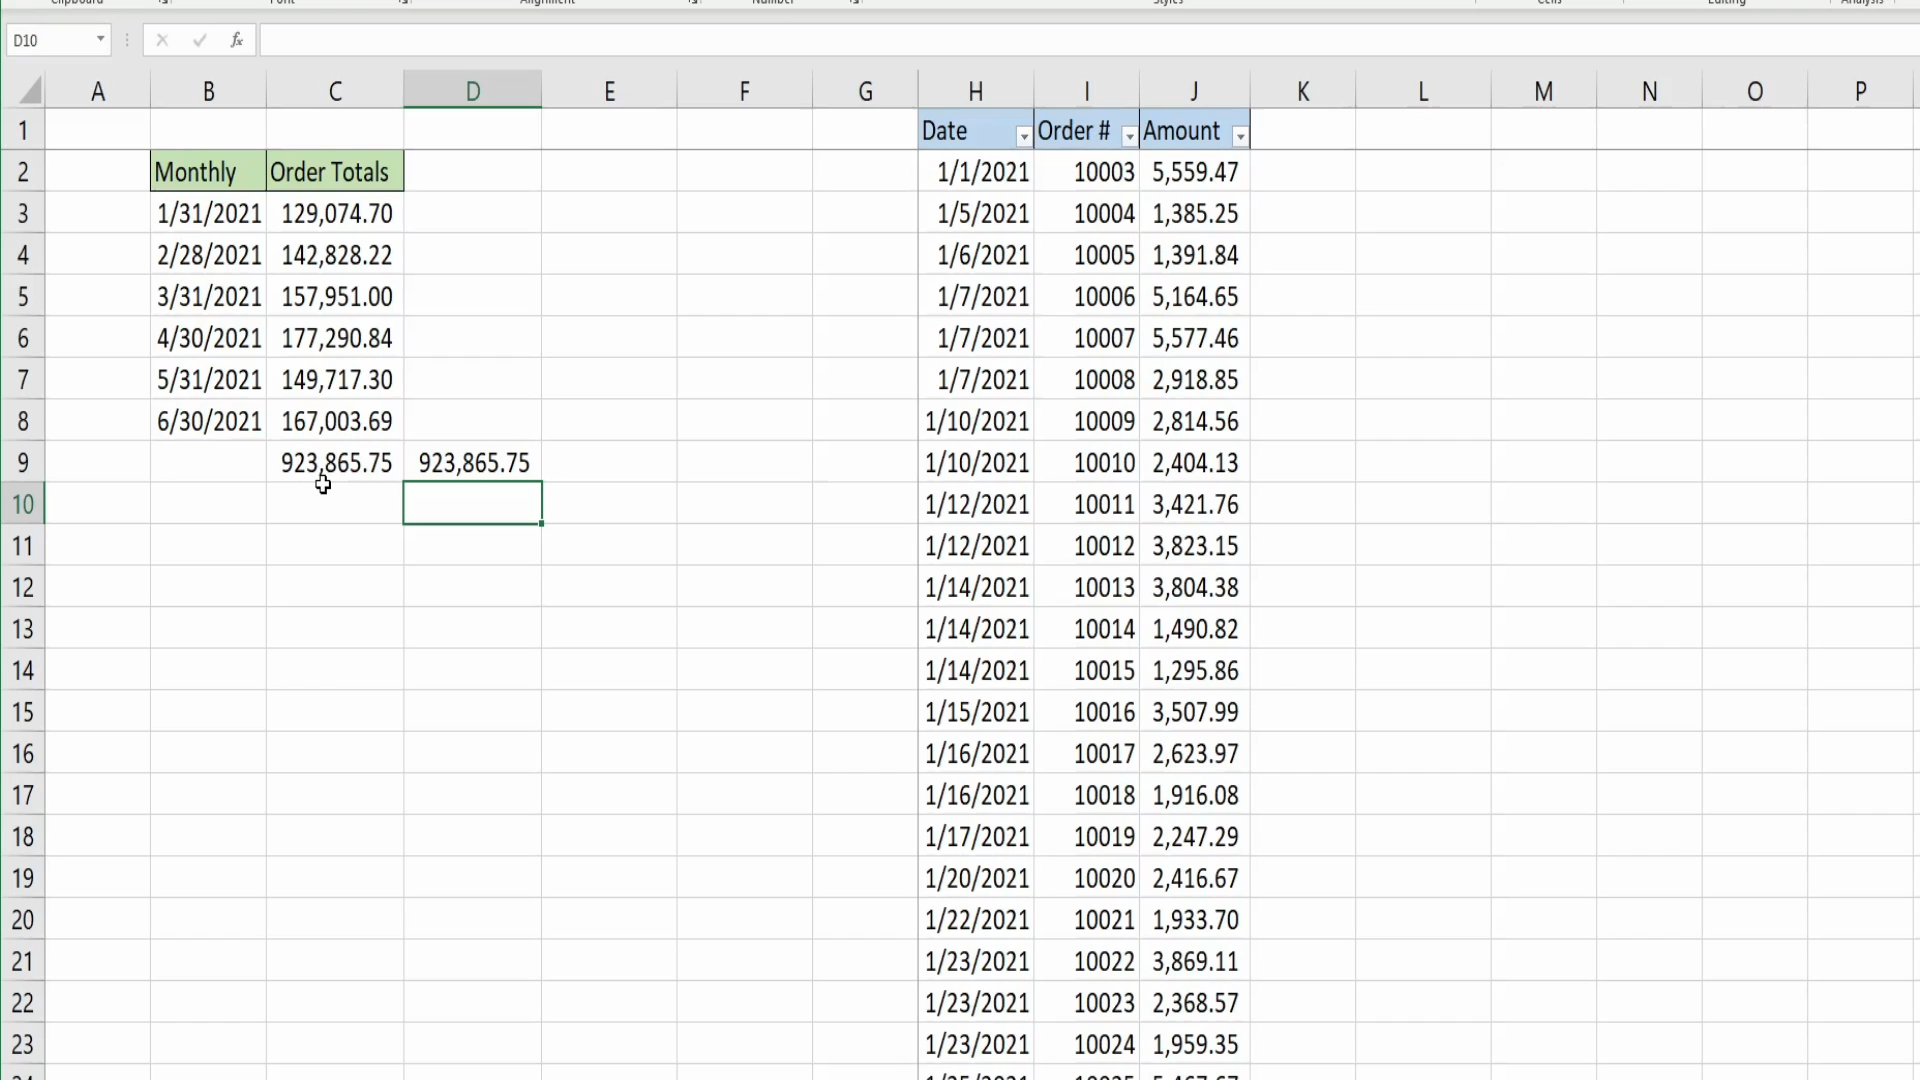 Clipboard Font Alignment Number Styles Cells Editing Analysis
D10 fx
A B C D E F G H I J K L M N O P
1 Date Order # Amount
2 Monthly Order Totals 1/1/2021 10003 5,559.47
3 1/31/2021 129,074.70 1/5/2021 10004 1,385.25
4 2/28/2021 142,828.22 1/6/2021 10005 1,391.84
5 3/31/2021 157,951.00 1/7/2021 10006 5,164.65
6 4/30/2021 177,290.84 1/7/2021 10007 5,577.46
7 5/31/2021 149,717.30 1/7/2021 10008 2,918.85
8 6/30/2021 167,003.69 1/10/2021 10009 2,814.56
9 923,865.75 923,865.75 1/10/2021 10010 2,404.13
10 1/12/2021 10011 3,421.76
11 1/12/2021 10012 3,823.15
12 1/14/2021 10013 3,804.38
13 1/14/2021 10014 1,490.82
14 1/14/2021 10015 1,295.86
15 1/15/2021 10016 3,507.99
16 1/16/2021 10017 2,623.97
17 1/16/2021 10018 1,916.08
18 1/17/2021 10019 2,247.29
19 1/20/2021 10020 2,416.67
20 1/22/2021 10021 1,933.70
21 1/23/2021 10022 3,869.11
22 1/23/2021 10023 2,368.57
23 1/23/2021 10024 1,959.35